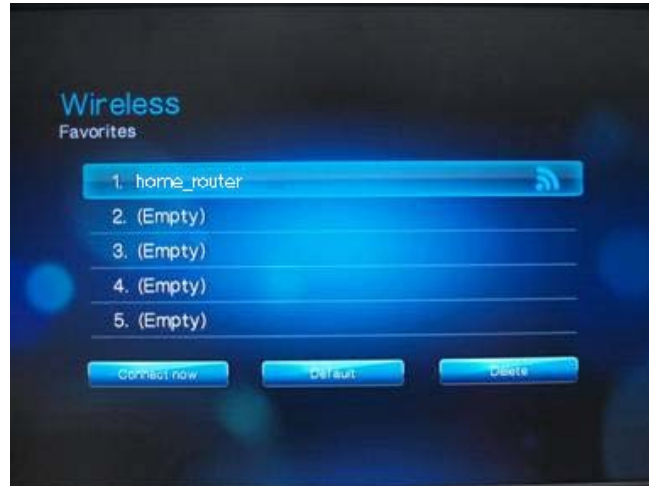 Wireless
Favorites
1. home_router
2. (Empty)
3. (Empty)
4. (Empty)
5. (Empty)
Connect now Default Delete